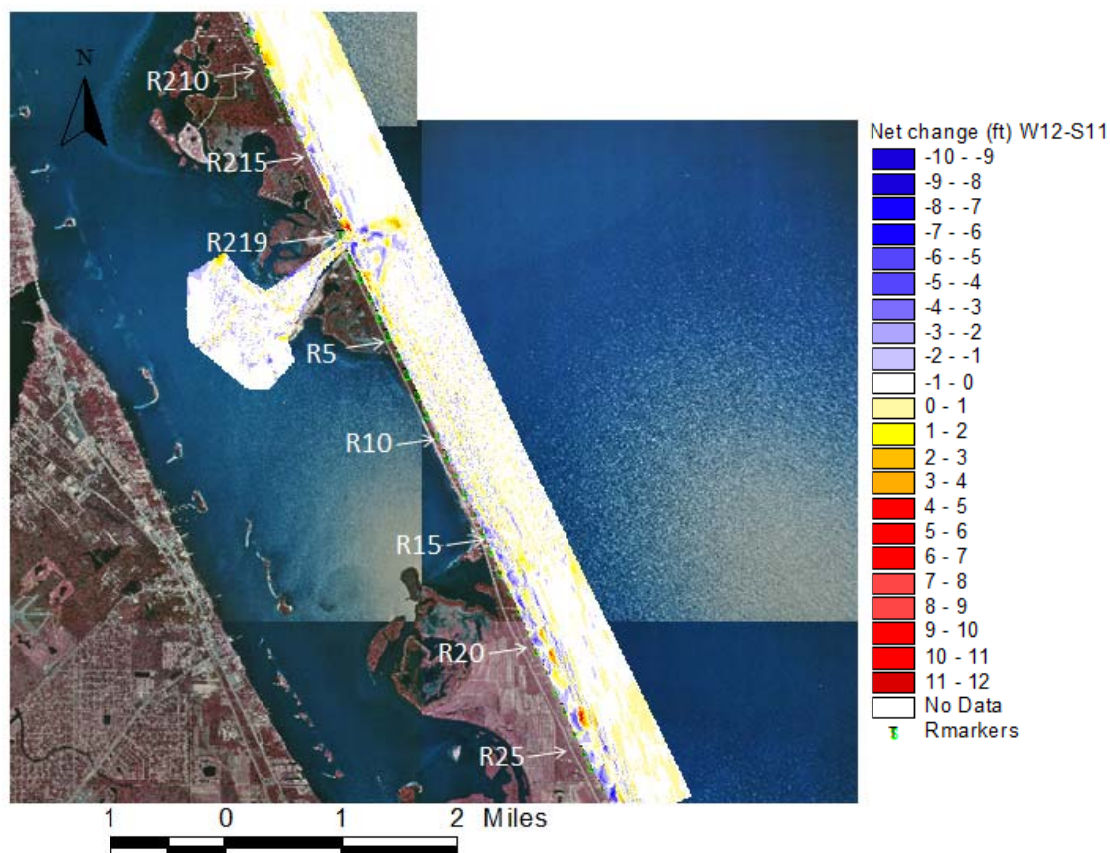 N
R210
R215
R219
R5
R10
R15
R20
R25
Net change (ft) W12-S11
-10 - -9
-9 - -8
-8 - -7
-7 - -6
-6 - -5
-5 - -4
-4 - -3
-3 - -2
-2 - -1
-1 - 0
0 - 1
1 - 2
2 - 3
3 - 4
4 - 5
5 - 6
6 - 7
7 - 8
8 - 9
9 - 10
10 - 11
11 - 12
No Data
Rmarkers
1 0 1 2 Miles